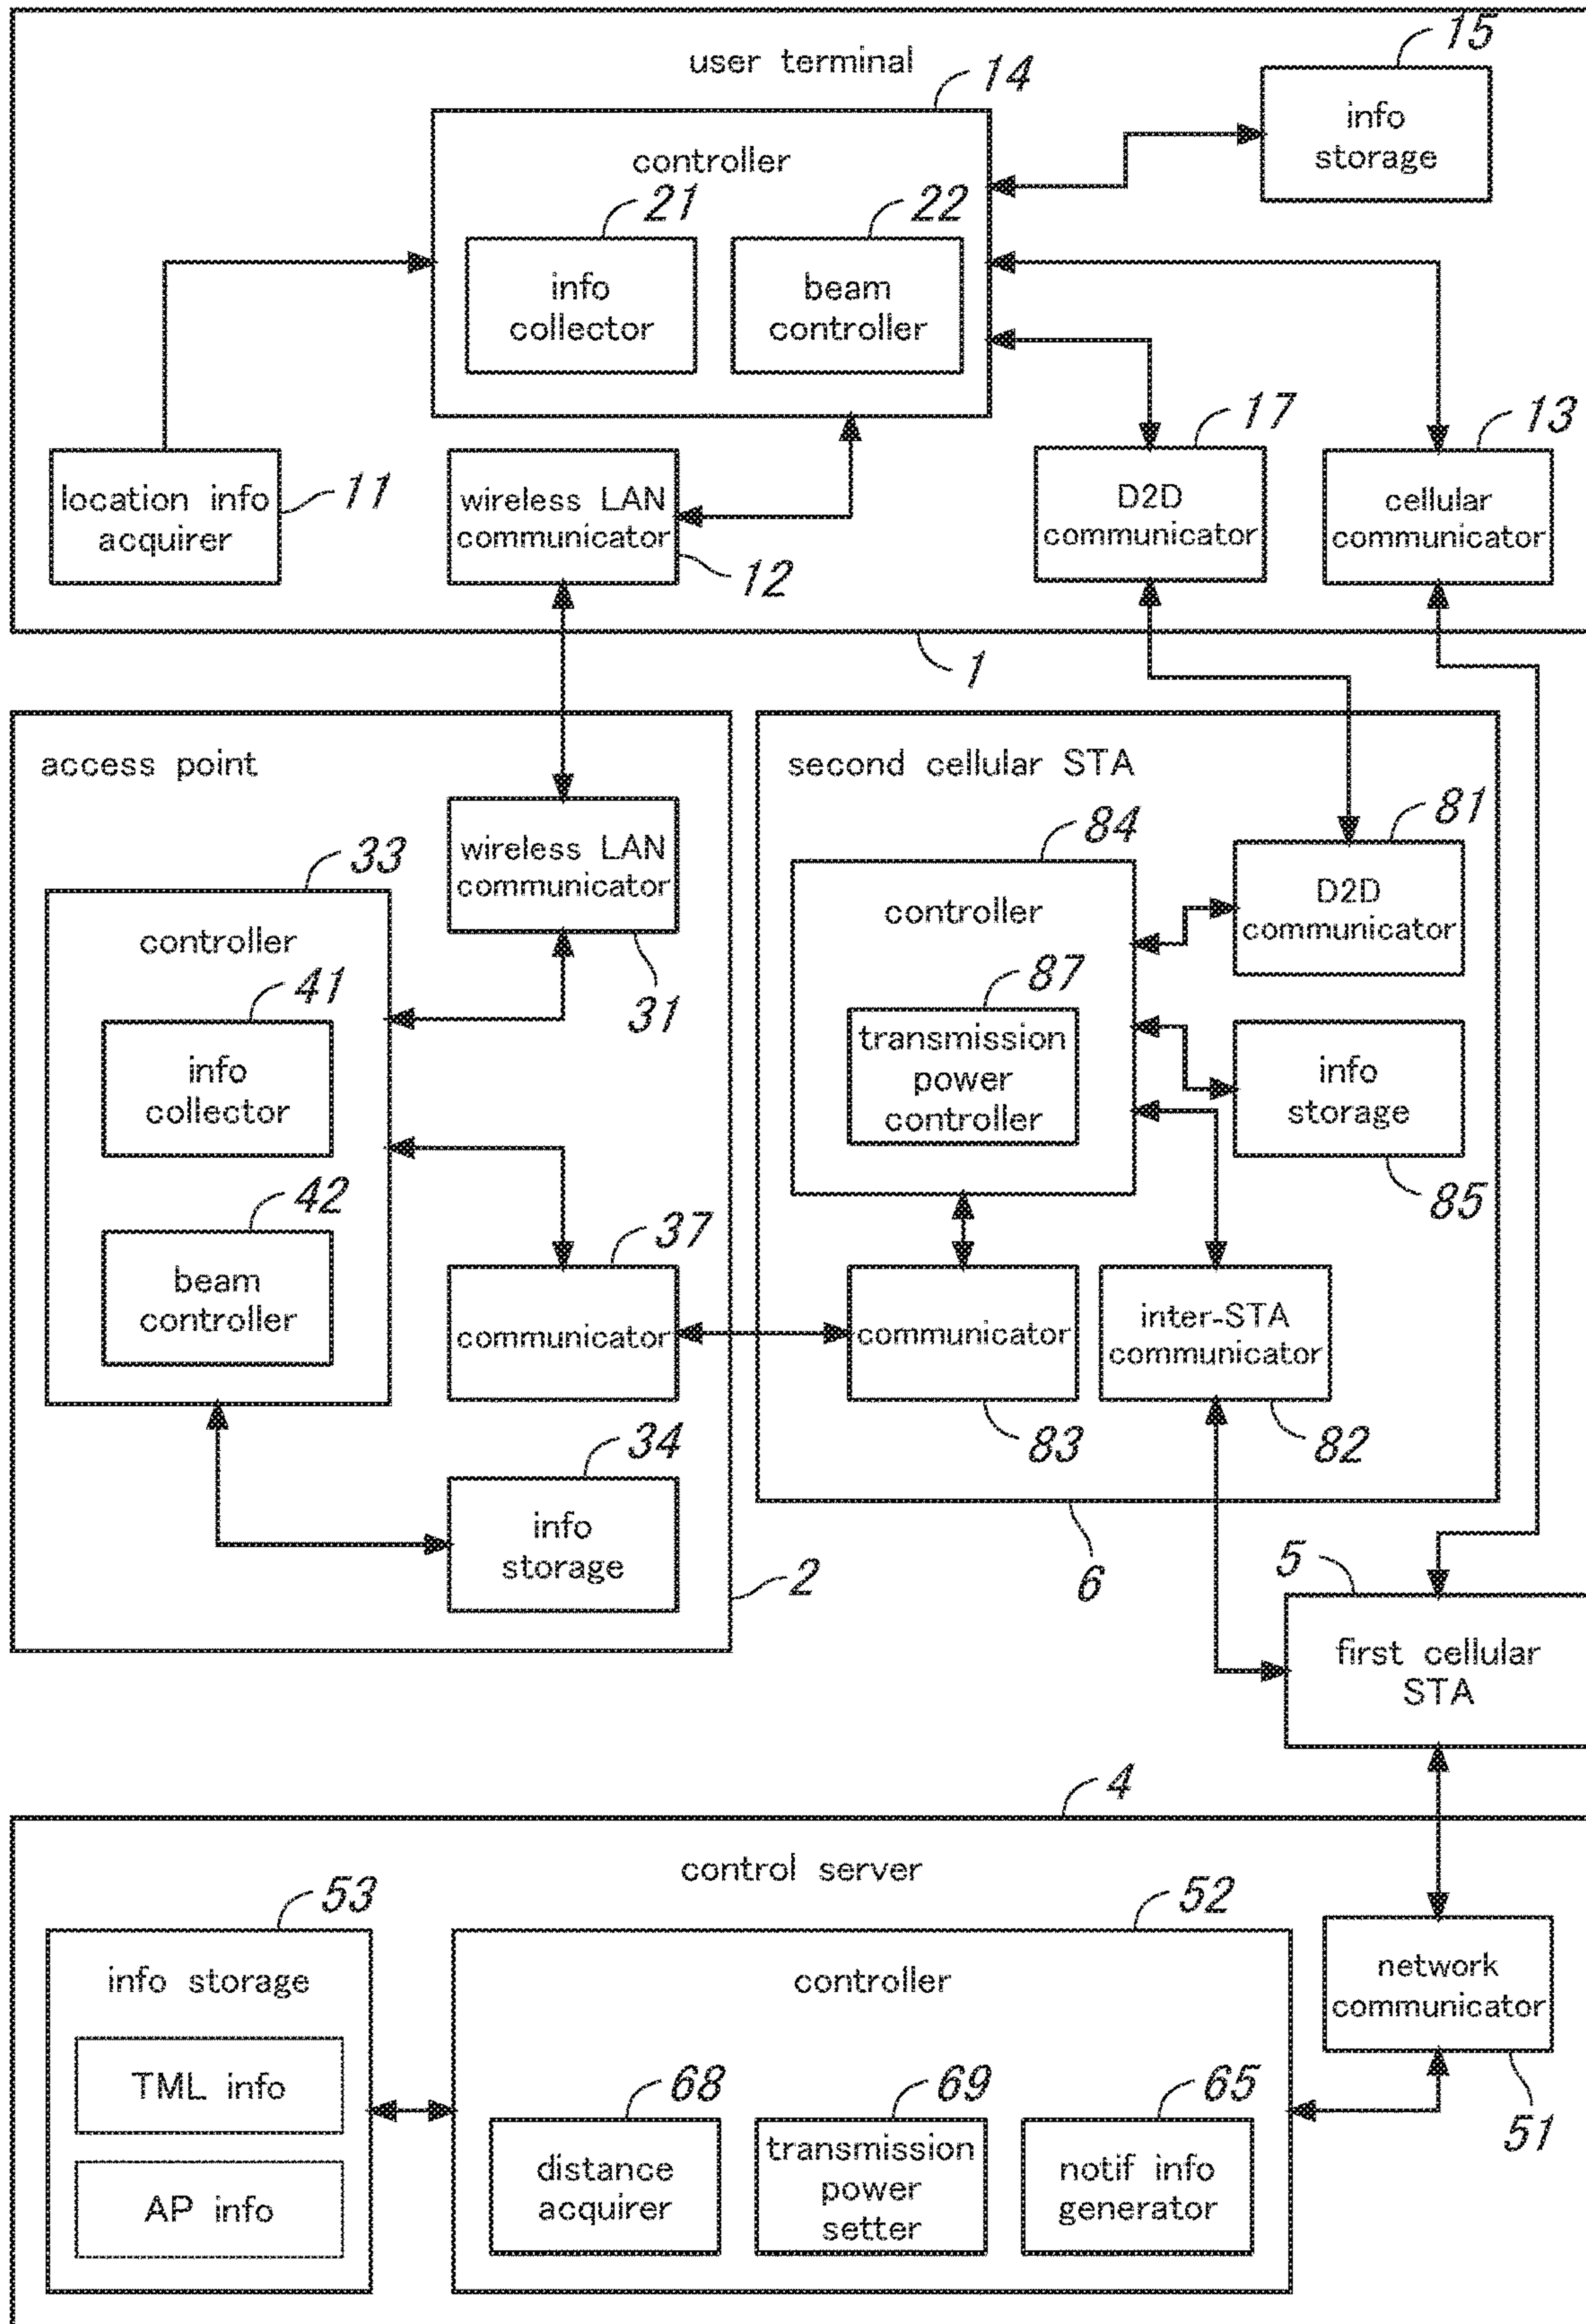 user terminal
14
15
info
storage
controller
21
22
info
collector
beam
controller
17
13
location info
acquirer
11
wireless LAN
communicator
12
D2D
communicator
cellular
communicator
1
access point
second cellular STA
wireless LAN
communicator
31
33
controller
41
info
collector
42
beam
controller
37
communicator
34
info
storage
2
84
controller
87
transmission
power
controller
81
D2D
communicator
info
storage
85
communicator
83
inter-STA
communicator
82
6
5
first cellular
STA
4
control server
53
info storage
TML info
AP info
52
controller
68
distance
acquirer
69
transmission
power
setter
65
notif info
generator
network
communicator
51